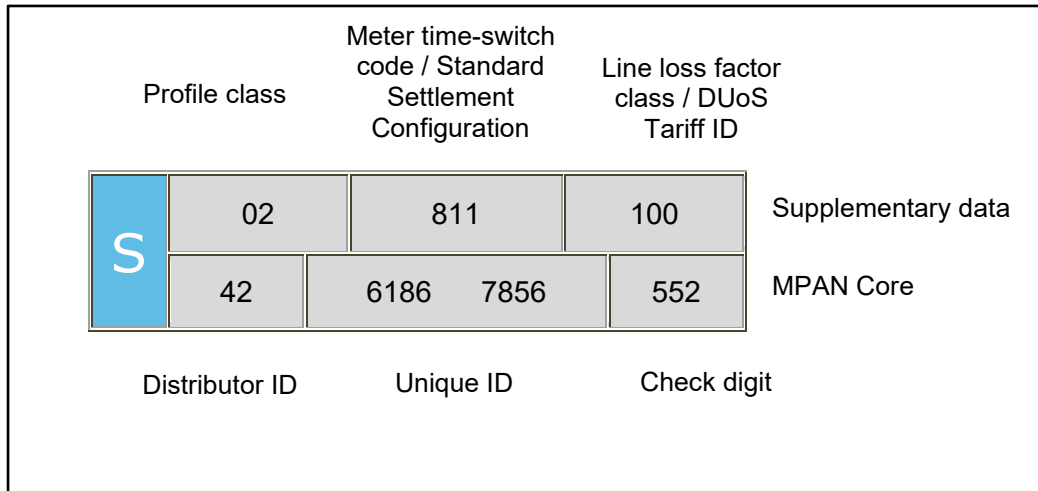 Profile class
Meter time-switch
code / Standard
Settlement
Configuration
Line loss factor
class / DUoS
Tariff ID
S
02 811 100
Supplementary data
42 6186 7856 552
MPAN Core
Distributor ID
Unique ID
Check digit